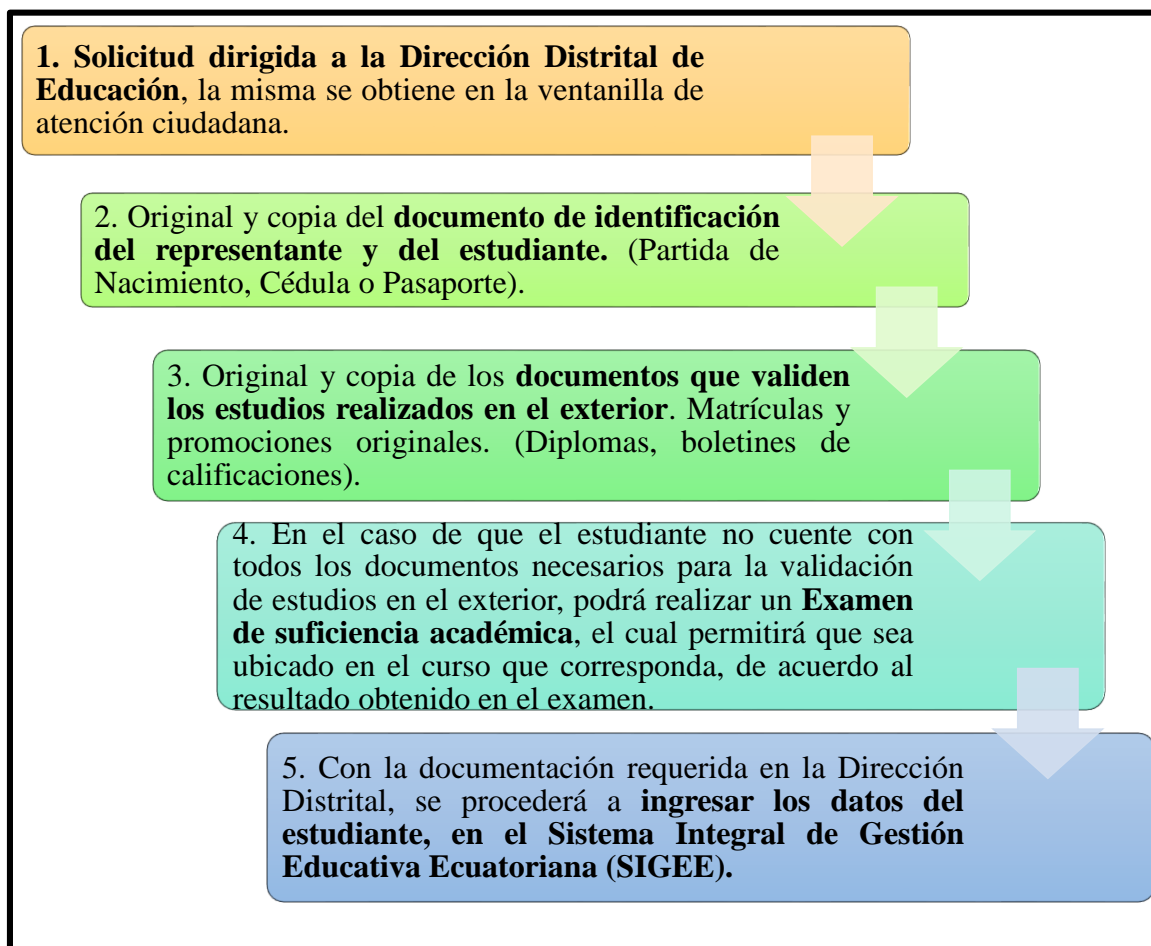 1. Solicitud dirigida a la Dirección Distrital de
Educación, la misma se obtiene en la ventanilla de
atención ciudadana.
2. Original y copia del documento de identificación
del representante y del estudiante. (Partida de
Nacimiento, Cédula o Pasaporte).
3. Original y copia de los documentos que validen
los estudios realizados en el exterior. Matrículas y
promociones originales. (Diplomas, boletines de
calificaciones).
4. En el caso de que el estudiante no cuente con
todos los documentos necesarios para la validación
de estudios en el exterior, podrá realizar un Examen
de suficiencia académica, el cual permitirá que sea
ubicado en el curso que corresponda, de acuerdo al
resultado obtenido en el examen.
5. Con la documentación requerida en la Dirección
Distrital, se procederá a ingresar los datos del
estudiante, en el Sistema Integral de Gestión
Educativa Ecuatoriana (SIGEE).